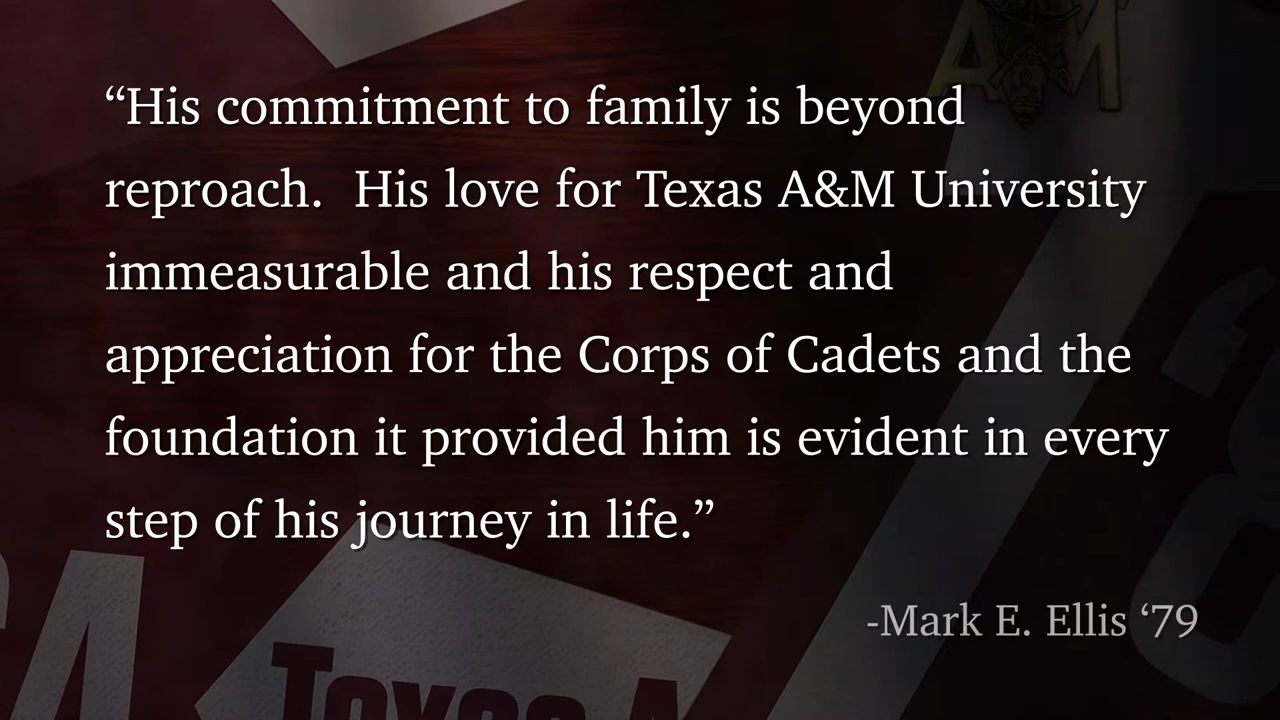 “His commitment to family is beyond
reproach.  His love for Texas A&M University
immeasurable and his respect and
appreciation for the Corps of Cadets and the
foundation it provided him is evident in every
step of his journey in life.”
-Mark E. Ellis ‘79
A M
Texas A